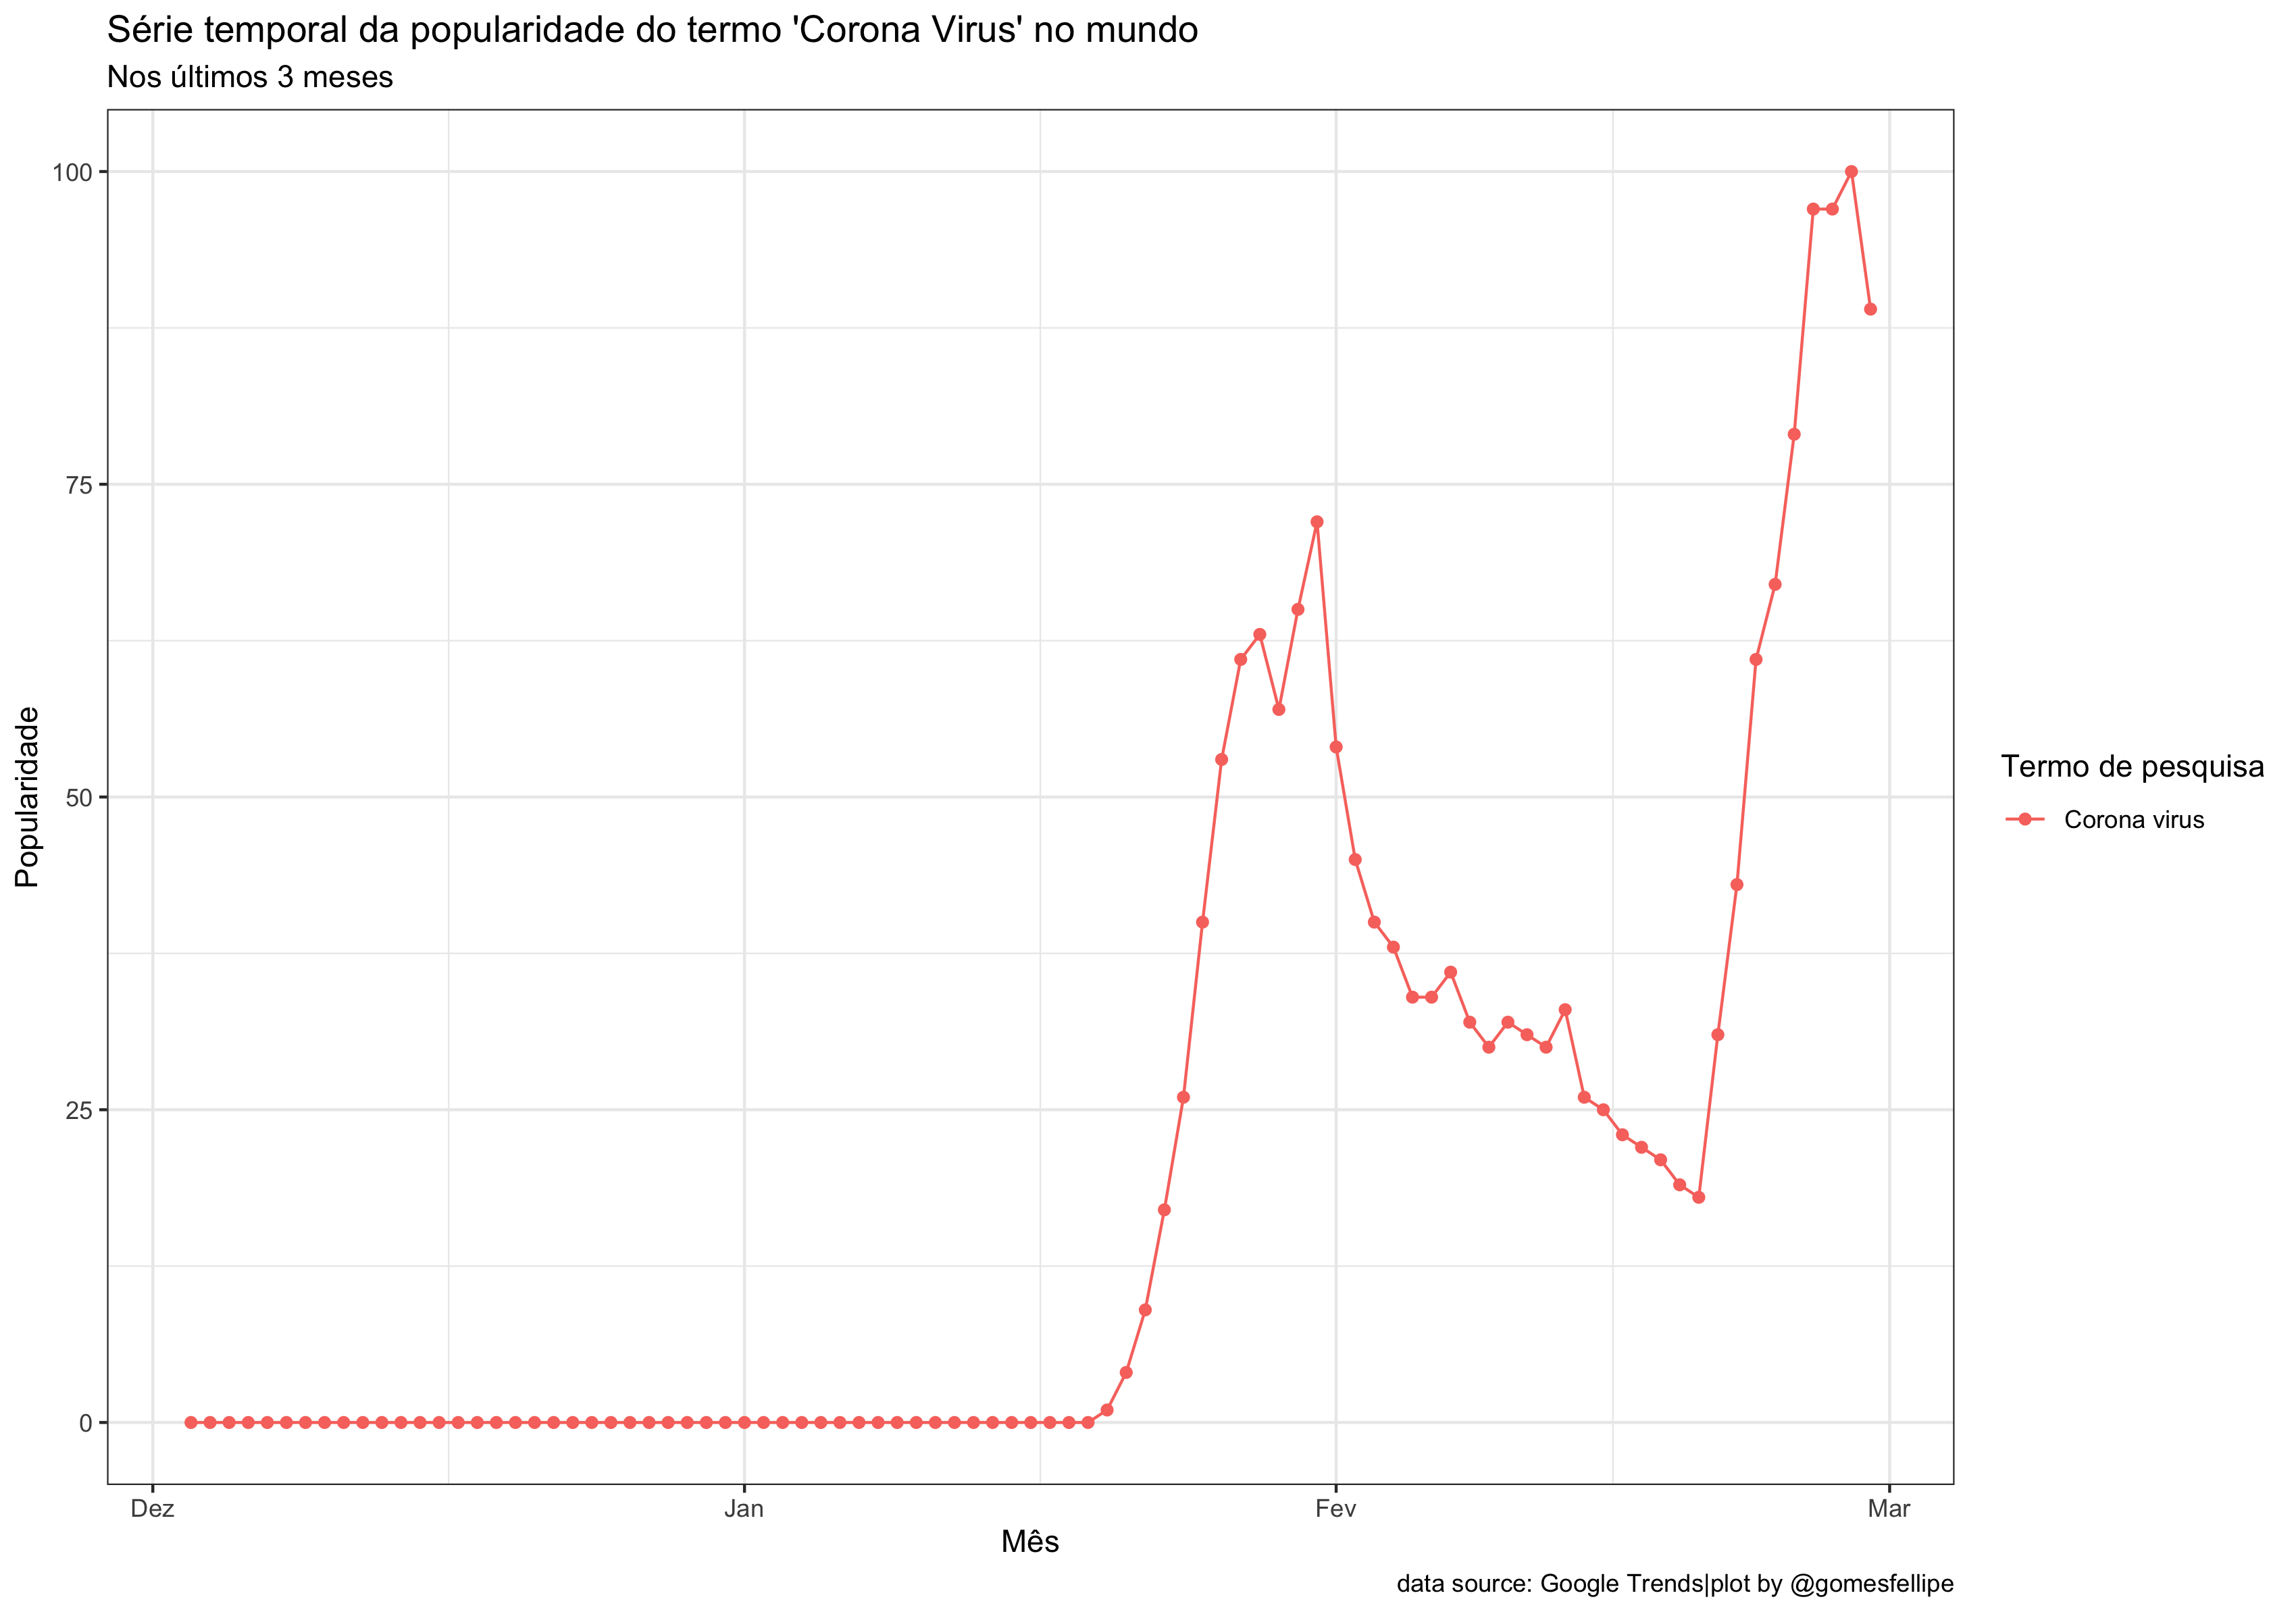 Série temporal da popularidade do termo 'Corona Virus' no mundo
Nos últimos 3 meses
100
75
50
25
0
Popularidade
Dez
Jan
Fev
Mar
Mês
Termo de pesquisa
Corona virus
data source: Google Trends|plot by @gomesfellipe